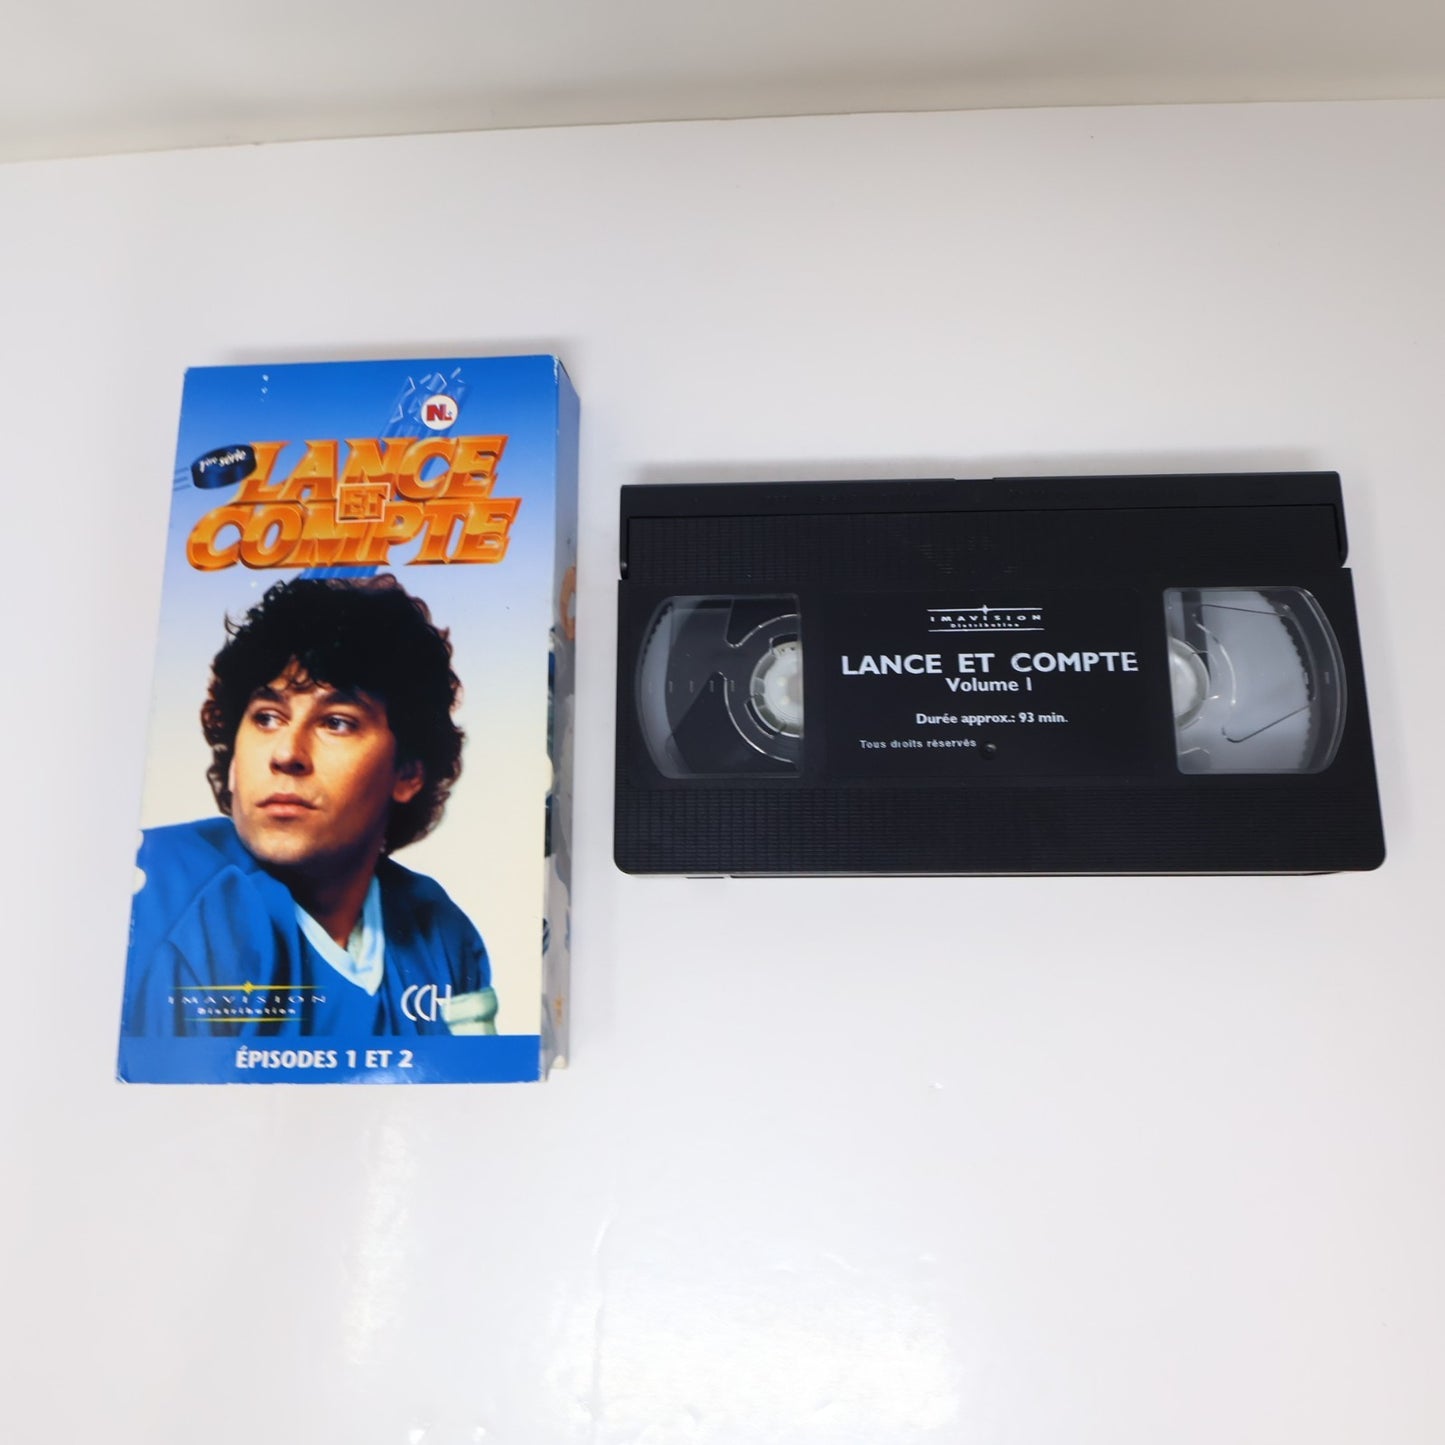 1ère série
LANCE
ET
COMPTE
IMAVISION
Distribution
CCH
ÉPISODES 1 ET 2
IMAVISION
Distribution
LANCE ET COMPTE
Volume 1
Durée approx.: 93 min.
Tous droits réservés